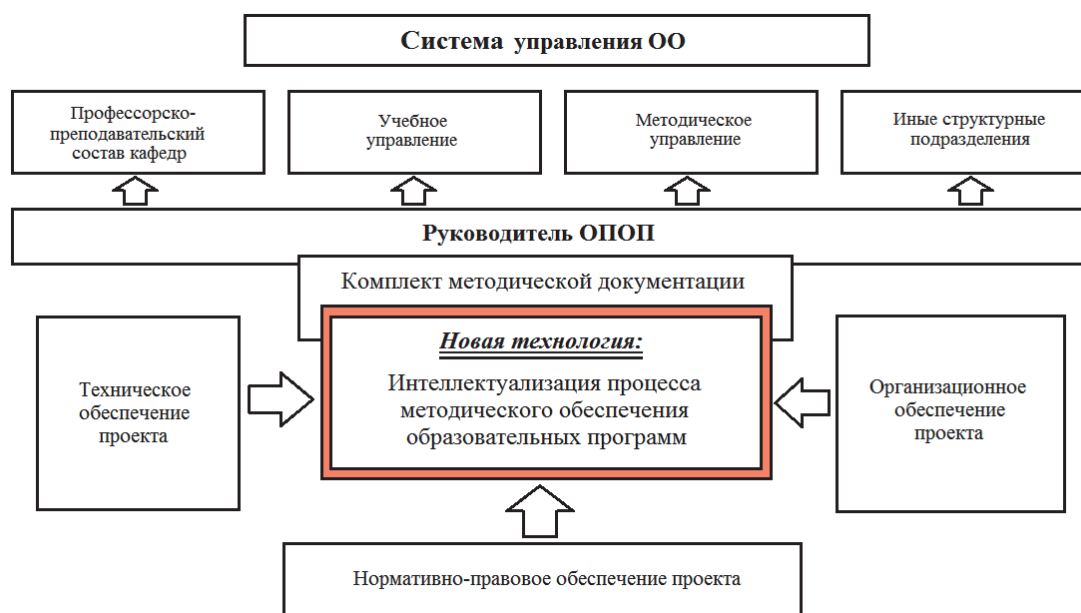 Система управления ОО
Профессорско-
преподавательский
состав кафедр
Учебное
управление
Методическое
управление
Иные структурные
подразделения
Руководитель ОПОП
Комплект методической документации
Техническое
обеспечение
проекта
Новая технология:
Интеллектуализация процесса
методического обеспечения
образовательных программ
Организационное
обеспечение
проекта
Нормативно-правовое обеспечение проекта